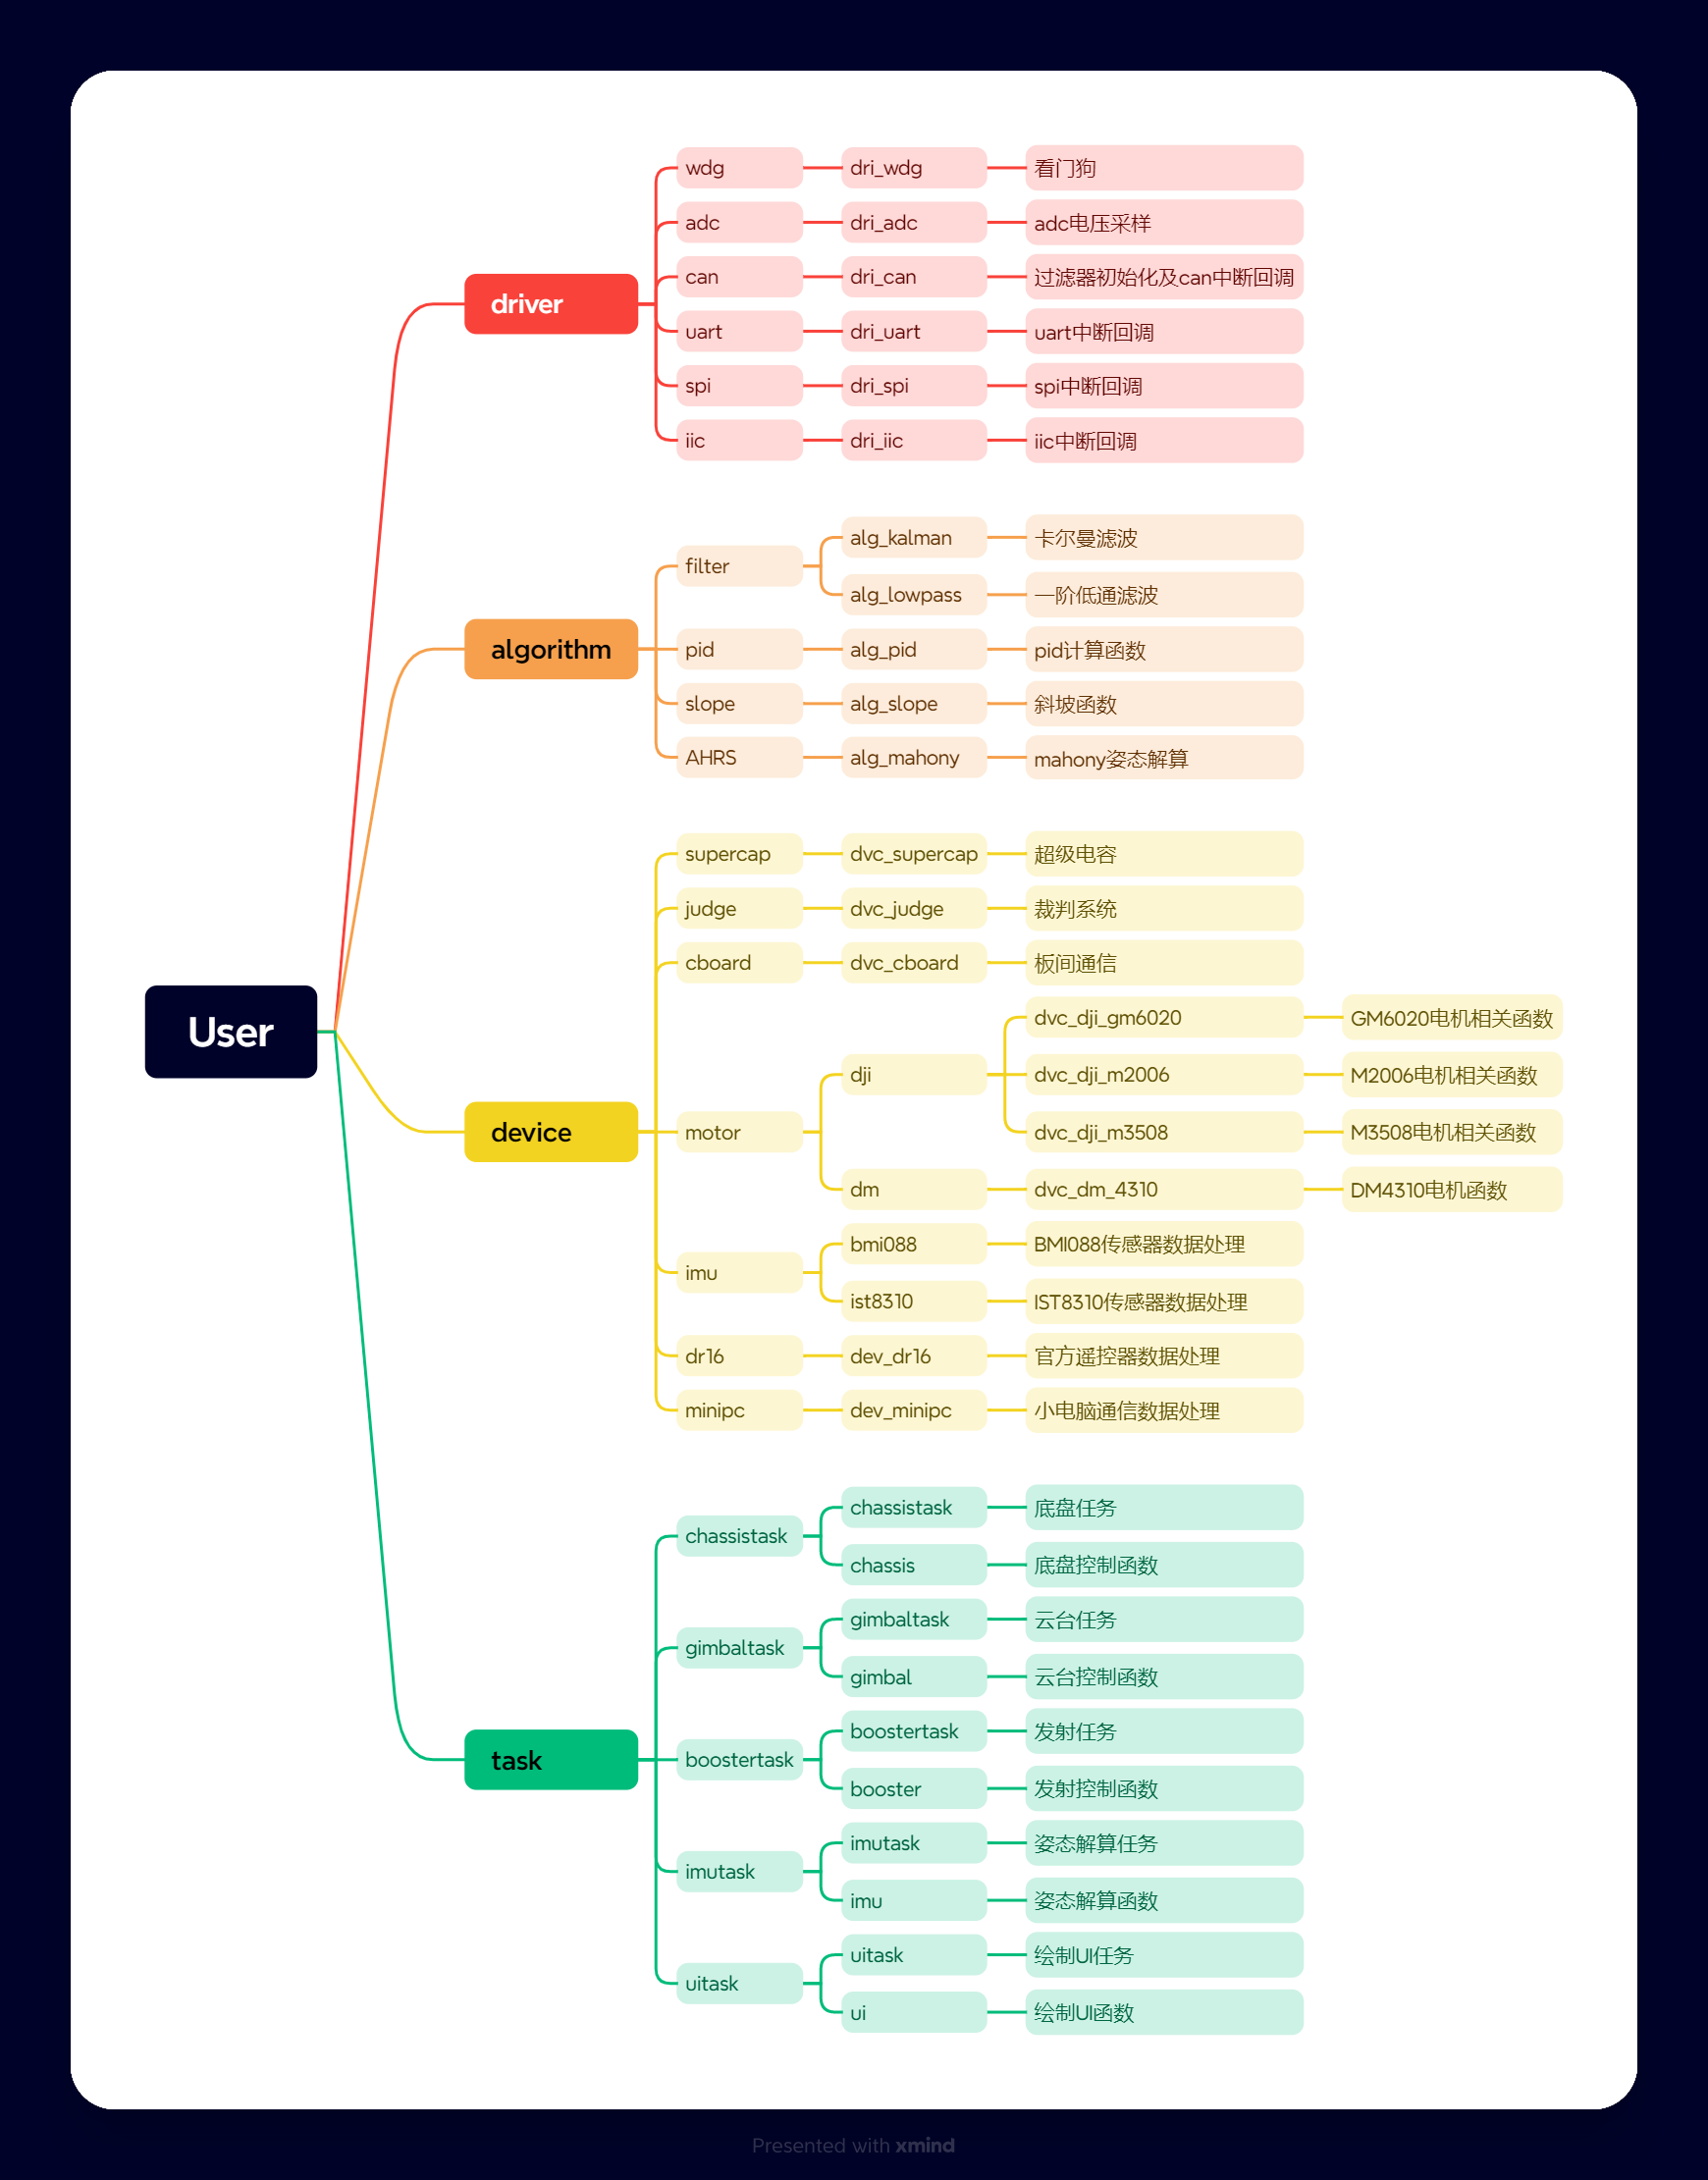 User
driver
wdg
dri_wdg
看门狗
adc
dri_adc
adc电压采样
can
dri_can
过滤器初始化及can中断回调
uart
dri_uart
uart中断回调
spi
dri_spi
spi中断回调
iic
dri_iic
iic中断回调
algorithm
filter
alg_kalman
卡尔曼滤波
alg_lowpass
一阶低通滤波
pid
alg_pid
pid计算函数
slope
alg_slope
斜坡函数
AHRS
alg_mahony
mahony姿态解算
device
supercap
dvc_supercap
超级电容
judge
dvc_judge
裁判系统
cboard
dvc_cboard
板间通信
motor
dji
dvc_dji_gm6020
GM6020电机相关函数
dvc_dji_m2006
M2006电机相关函数
dvc_dji_m3508
M3508电机相关函数
dm
dvc_dm_4310
DM4310电机函数
imu
bmi088
BMI088传感器数据处理
ist8310
IST8310传感器数据处理
dr16
dev_dr16
官方遥控器数据处理
minipc
dev_minipc
小电脑通信数据处理
task
chassistask
chassistask
底盘任务
chassis
底盘控制函数
gimbaltask
gimbaltask
云台任务
gimbal
云台控制函数
boostertask
boostertask
发射任务
booster
发射控制函数
imutask
imutask
姿态解算任务
imu
姿态解算函数
uitask
uitask
绘制UI任务
ui
绘制UI函数
Presented with xmind